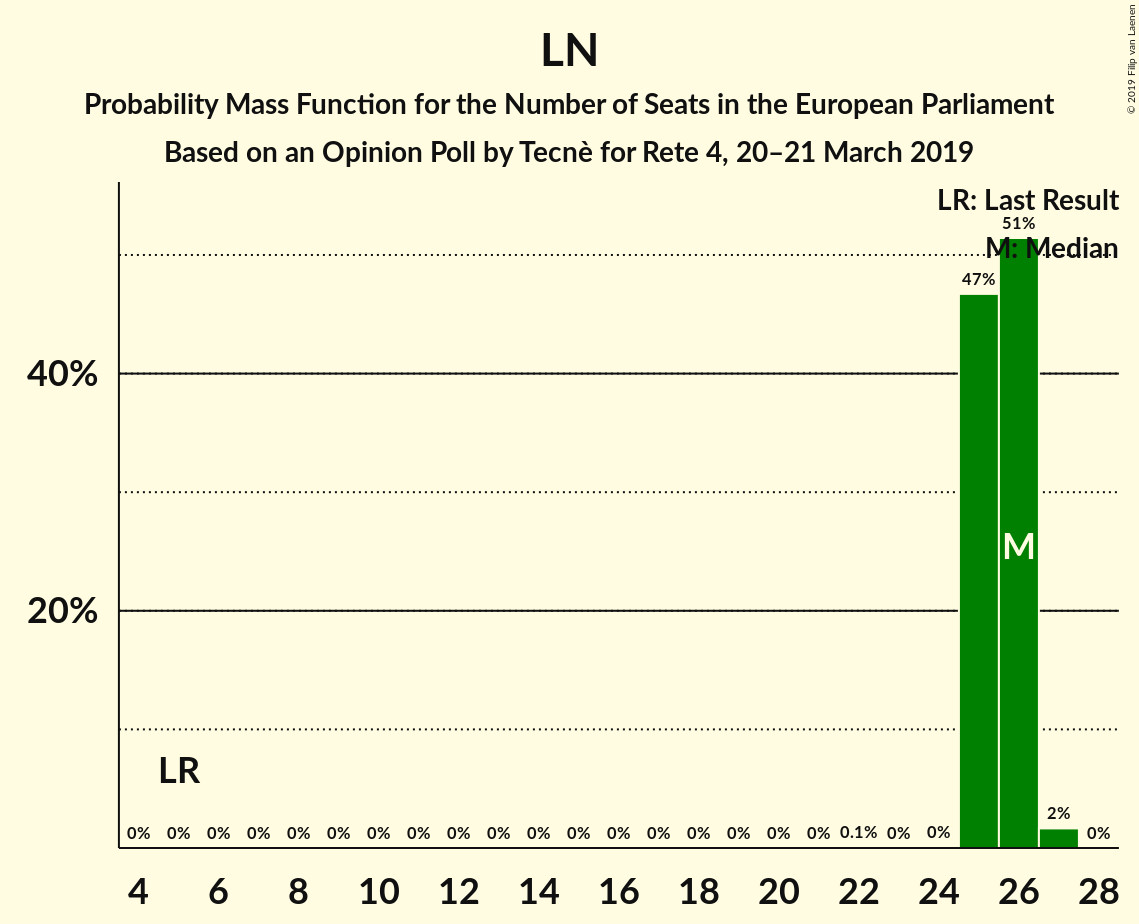 LN
Probability Mass Function for the Number of Seats in the European Parliament
Based on an Opinion Poll by Tecnè for Rete 4, 20–21 March 2019
© 2019 Filip van Laenen
LR: Last Result
51%
M: Median
47%
40%
M
20%
LR
2%
0% 0% 0% 0% 0% 0% 0% 0% 0% 0% 0% 0% 0% 0% 0% 0% 0% 0% 0.1% 0% 0% 0%
4 6 8 10 12 14 16 18 20 22 24 26 28